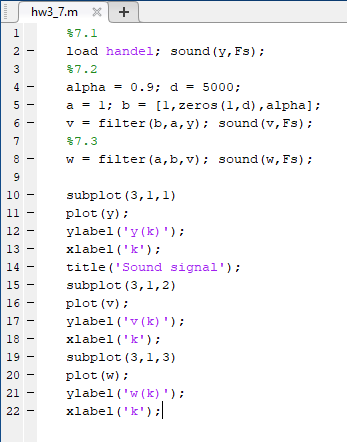 hw3_7.m
1 %7.1
2 – load handel; sound(y,Fs);
3 %7.2
4 – alpha = 0.9; d = 5000;
5 – a = 1; b = [1,zeros(1,d),alpha];
6 – v = filter(b,a,y); sound(v,Fs);
7 %7.3
8 – w = filter(a,b,v); sound(w,Fs);
9
10 – subplot(3,1,1)
11 – plot(y);
12 – ylabel('y(k)');
13 – xlabel('k');
14 – title('Sound signal');
15 – subplot(3,1,2)
16 – plot(v);
17 – ylabel('v(k)');
18 – xlabel('k');
19 – subplot(3,1,3)
20 – plot(w);
21 – ylabel('w(k)');
22 – xlabel('k');